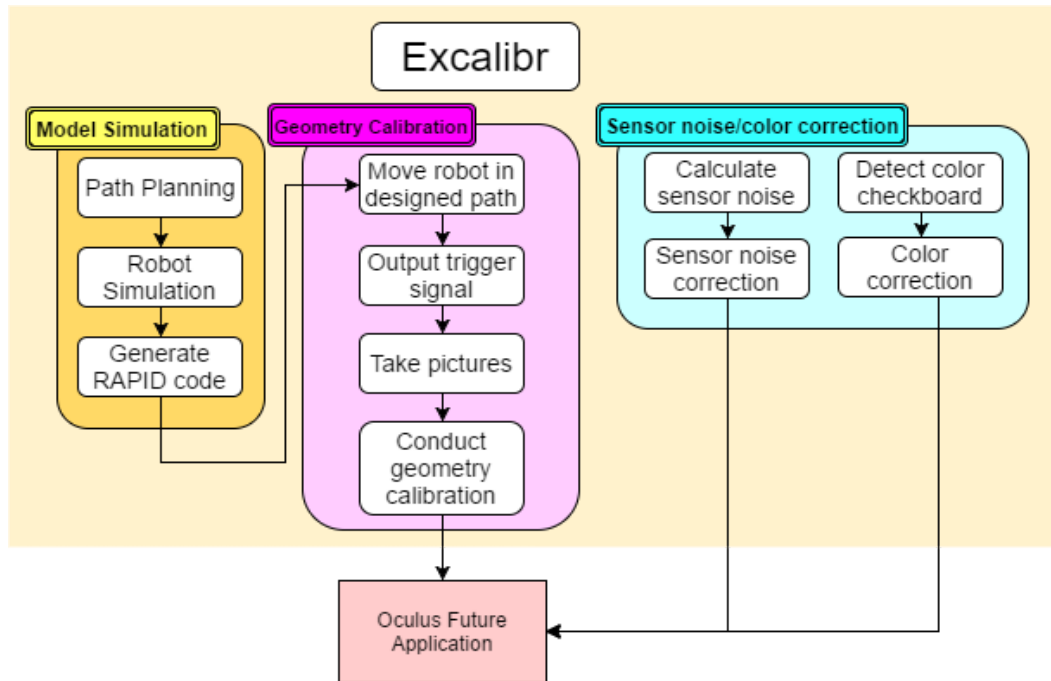 Excalibr
Model Simulation
Path Planning
Robot
Simulation
Generate
RAPID code
Geometry Calibration
Move robot in
designed path
Output trigger
signal
Take pictures
Conduct
geometry
calibration
Sensor noise/color correction
Calculate
sensor noise
Sensor noise
correction
Detect color
checkboard
Color
correction
Oculus Future
Application